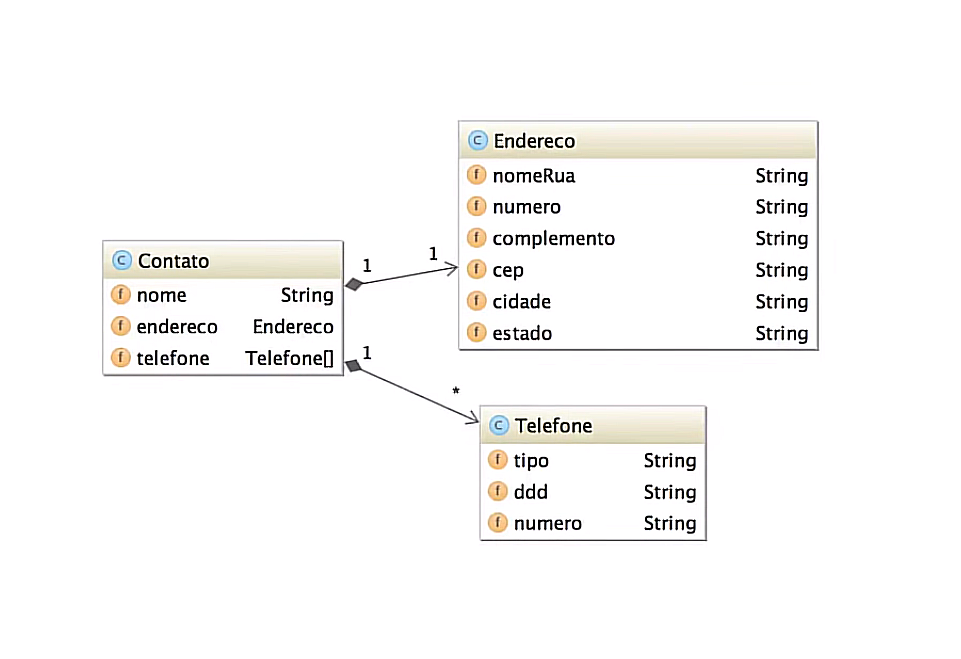 C Endereco
f nomeRua String
f numero String
f complemento String
f cep String
f cidade String
f estado String
C Contato
f nome String
f endereco Endereco
f telefone Telefone[]
1 1
1 *
C Telefone
f tipo String
f ddd String
f numero String